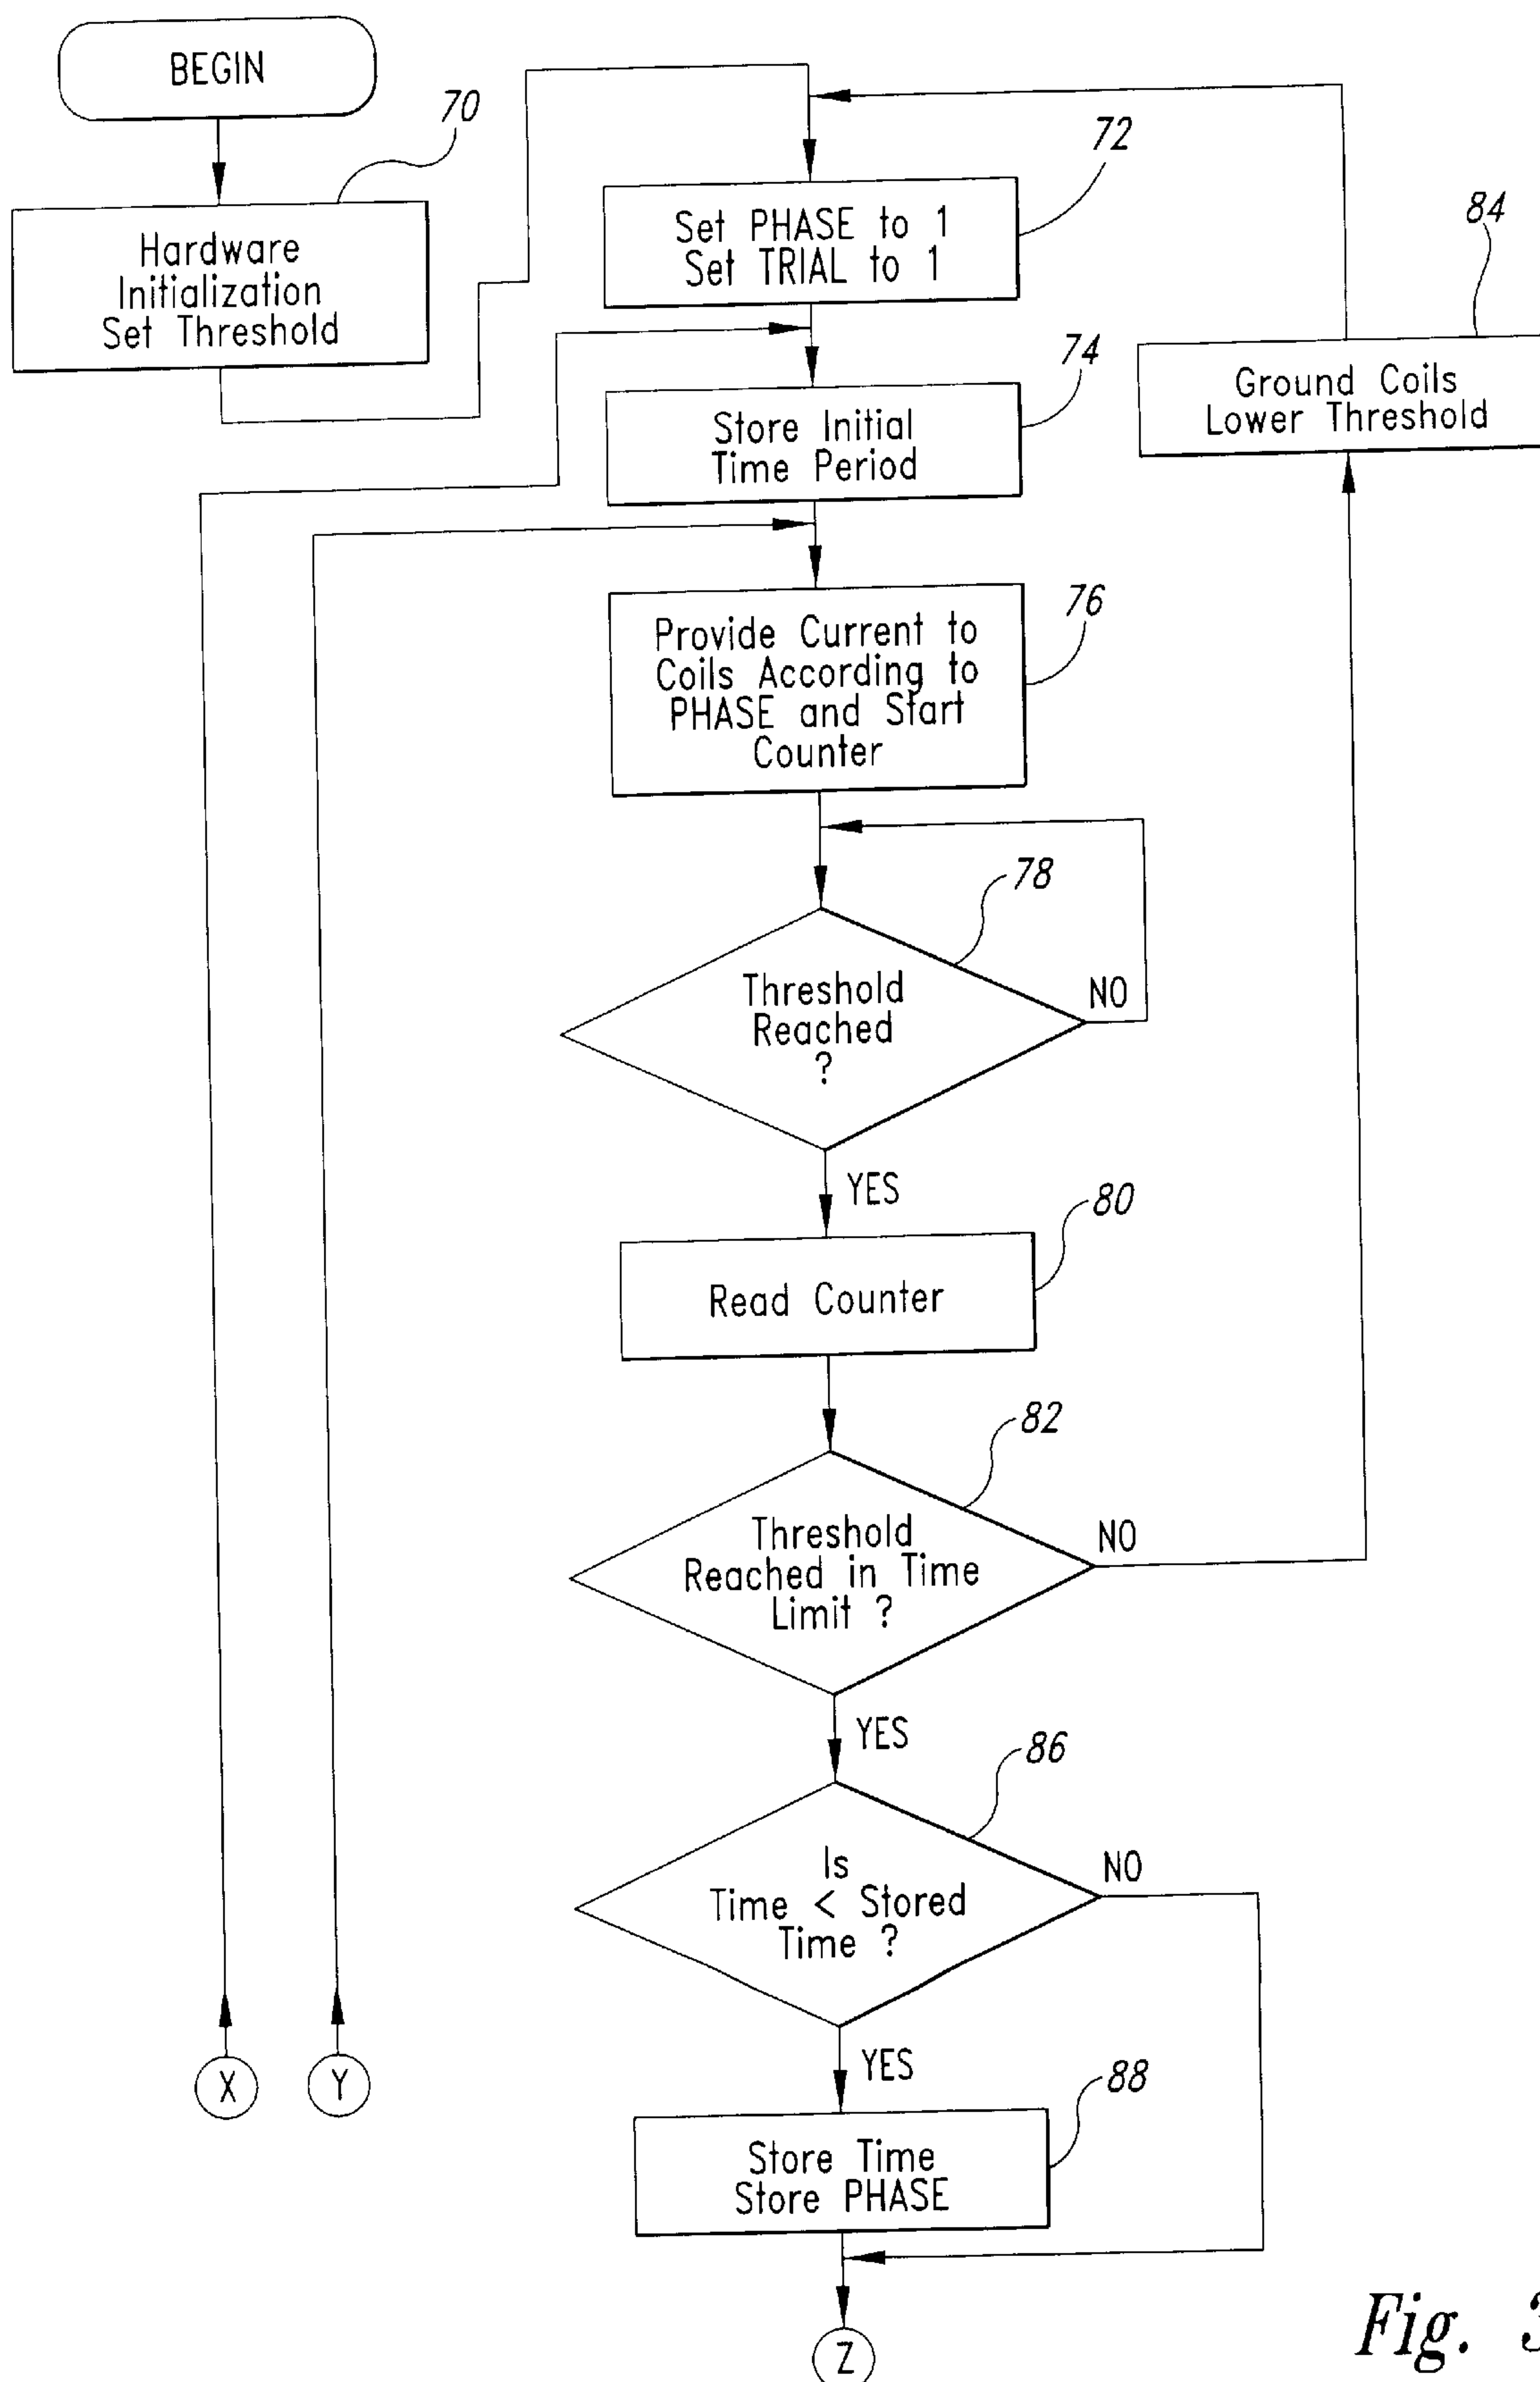 BEGIN
70
Hardware
Initialization
Set Threshold
72
Set PHASE to 1
Set TRIAL to 1
84
Ground Coils
Lower Threshold
74
Store Initial
Time Period
76
Provide Current to
Coils According to
PHASE and Start
Counter
78
Threshold
Reached
?
NO
YES
80
Read Counter
82
Threshold
Reached in Time
Limit ?
NO
YES
86
Is
Time < Stored
Time ?
NO
YES
88
Store Time
Store PHASE
X
Y
Z
Fig. 3